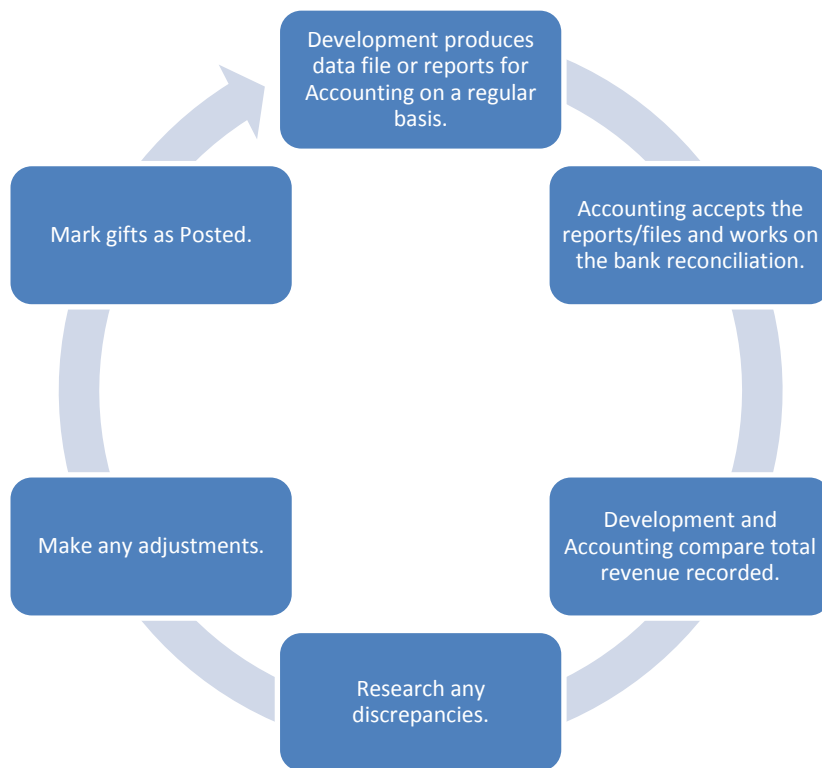 Development produces
data file or reports for
Accounting on a regular
basis.
Accounting accepts the
reports/files and works on
the bank reconciliation.
Development and
Accounting compare total
revenue recorded.
Research any
discrepancies.
Make any adjustments.
Mark gifts as Posted.